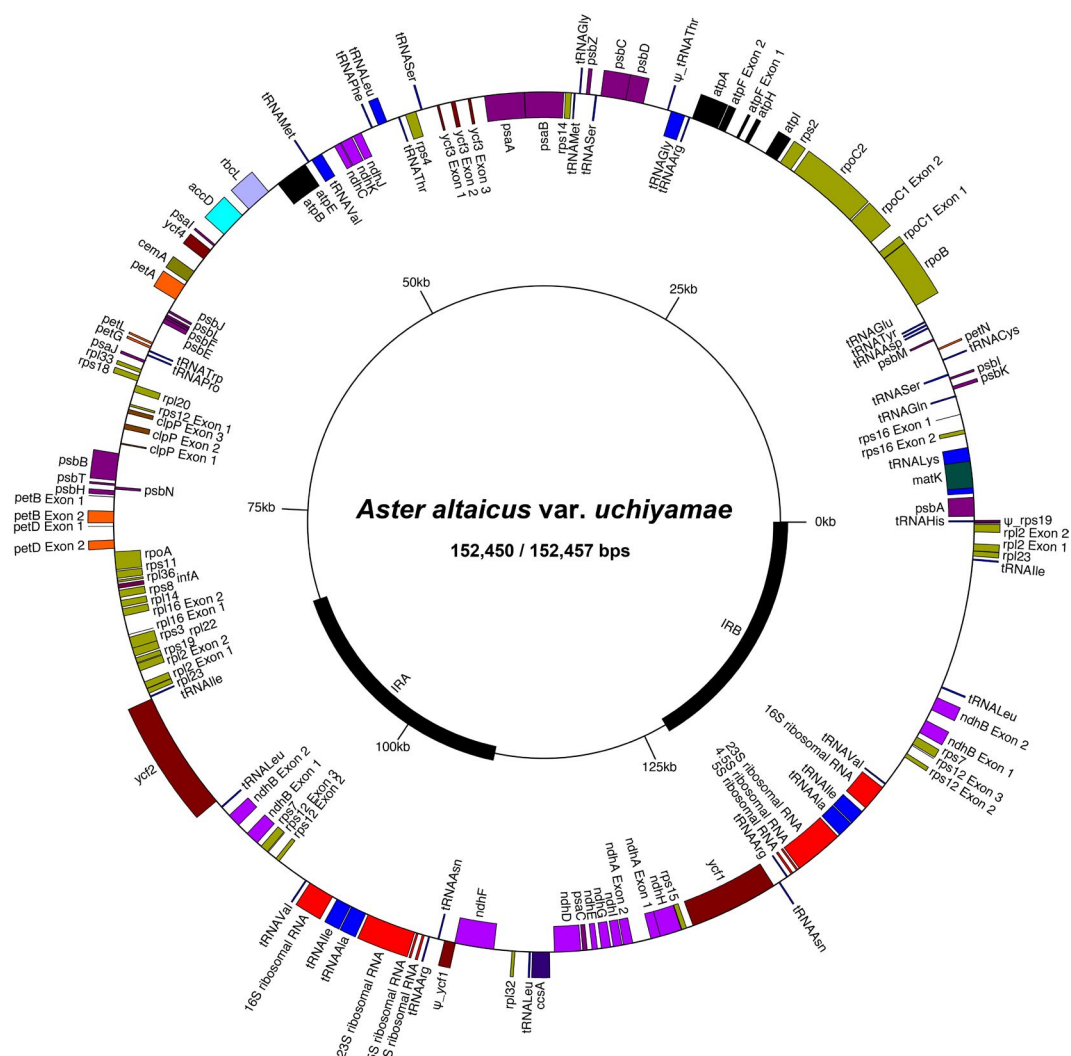 Aster altaicus var. uchiyamae
152,450 / 152,457 bps
0kb
25kb
50kb
75kb
100kb
125kb
IRA
IRB
tRNAGly
psbZ
psbC
psbD
ψ_tRNAThr
atpA
atpF Exon 2
atpF Exon 1
atpH
atpI
rps2
rpoC2
rpoC1 Exon 2
rpoC1 Exon 1
rpoB
tRNAGlu
tRNATyr
tRNAAsp
psbM
petN
tRNACys
tRNASer
psbI
psbK
tRNAGln
rps16 Exon 1
rps16 Exon 2
tRNALys
matK
psbA
tRNAHis
ψ_rps19
rpl2 Exon 2
rpl2 Exon 1
rpl23
tRNAIle
tRNALeu
ndhB Exon 2
ndhB Exon 1
rps7
rps12 Exon 3
rps12 Exon 2
tRNAVal
16S ribosomal RNA
tRNAIle
tRNAAla
23S ribosomal RNA
4.5S ribosomal RNA
5S ribosomal RNA
tRNAArg
tRNAAsn
ycf1
rps15
ndhH
ndhA Exon 1
ndhA Exon 2
ndhI
ndhG
ndhE
psaC
ndhD
ccsA
tRNALeu
rpl32
ndhF
ψ_ycf1
tRNAAsn
tRNAArg
5S ribosomal RNA
23S ribosomal RNA
tRNAAla
tRNAIle
16S ribosomal RNA
tRNAVal
rps12 Exon 2
rps12 Exon 3
rps7
ndhB Exon 1
ndhB Exon 2
tRNALeu
ycf2
tRNAIle
rpl23
rpl2 Exon 1
rpl2 Exon 2
rps19
rpl22
rps3
rpl16 Exon 1
rpl16 Exon 2
rpl14
rps8
infA
rpl36
rps11
rpoA
petD Exon 2
petD Exon 1
petB Exon 2
petB Exon 1
psbH
psbN
psbT
psbB
clpP Exon 1
clpP Exon 2
clpP Exon 3
rps12 Exon 1
rpl20
rps18
rpl33
psaJ
tRNAPro
tRNATrp
petG
petL
psbE
psbF
psbL
psbJ
petA
cemA
ycf4
psaI
accD
rbcL
atpB
atpE
tRNAVal
tRNAMet
ndhC
ndhK
ndhJ
tRNAPhe
tRNALeu
tRNAThr
rps4
tRNASer
ycf3 Exon 1
ycf3 Exon 2
ycf3 Exon 3
psaA
psaB
rps14
tRNAMet
tRNASer
tRNAGly
tRNAArg